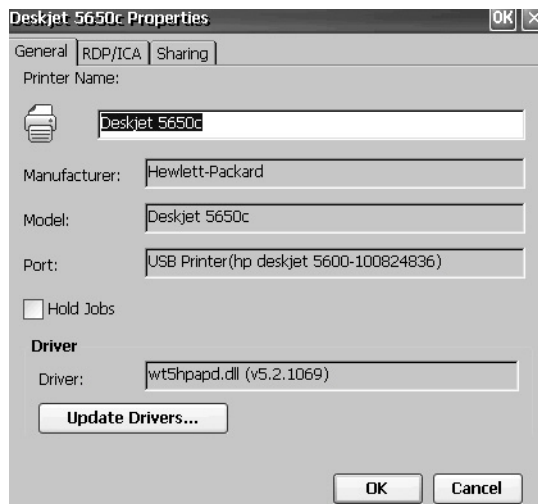 Deskjet 5650c Properties OK ×
General RDP/ICA Sharing
Printer Name:
Deskjet 5650c
Manufacturer: Hewlett-Packard
Model: Deskjet 5650c
Port: USB Printer(hp deskjet 5600-100824836)
Hold Jobs
Driver
Driver: wt5hpapd.dll (v5.2.1069)
Update Drivers...
OK Cancel